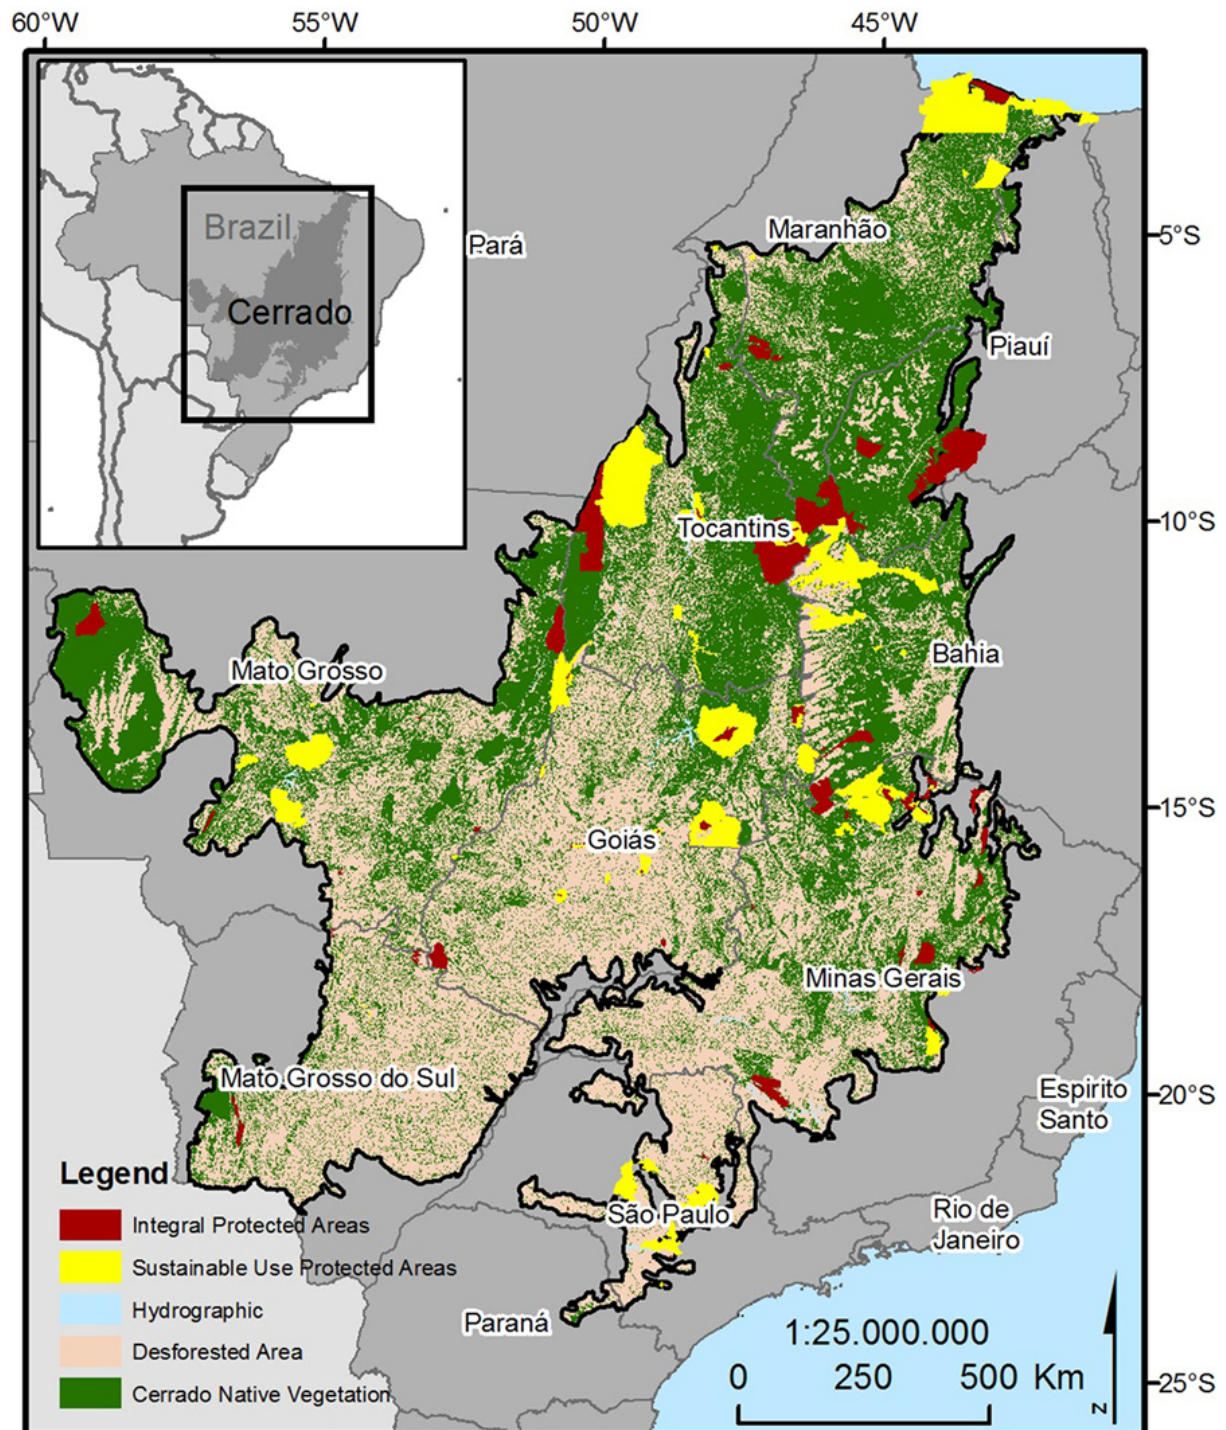 60°W 55°W 50°W 45°W
Brazil
Cerrado
Pará
Maranhão
5°S
Piauí
Tocantins
10°S
Bahia
Mato Grosso
15°S
Goiás
Minas Gerais
Mato Grosso do Sul
Espirito
Santo
20°S
Legend
Integral Protected Areas
Sustainable Use Protected Areas
Hydrographic
Desforested Area
Cerrado Native Vegetation
São Paulo
Rio de
Janeiro
Paraná
1:25.000.000
0 250 500 Km
z
25°S